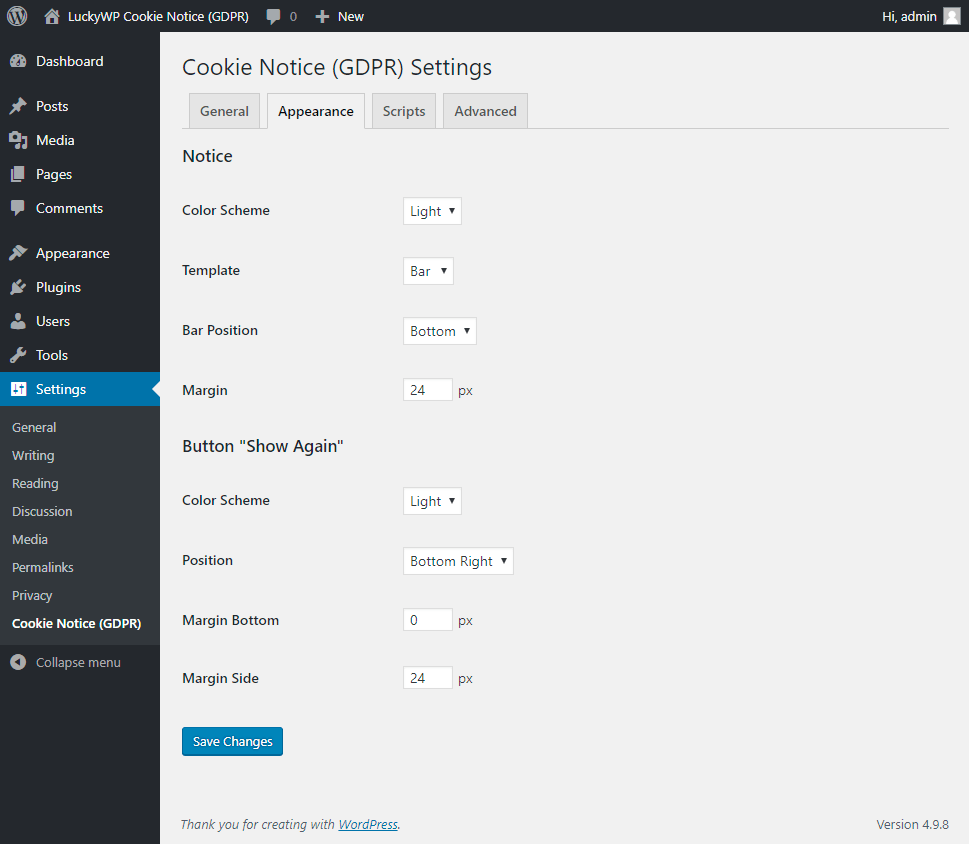 LuckyWP Cookie Notice (GDPR) 0 New Hi, admin
Dashboard
Posts
Media
Pages
Comments
Appearance
Plugins
Users
Tools
Settings
General
Writing
Reading
Discussion
Media
Permalinks
Privacy
Cookie Notice (GDPR)
Collapse menu
Cookie Notice (GDPR) Settings
General Appearance Scripts Advanced
Notice
Color Scheme Light
Template Bar
Bar Position Bottom
Margin 24 px
Button "Show Again"
Color Scheme Light
Position Bottom Right
Margin Bottom 0 px
Margin Side 24 px
Save Changes
Thank you for creating with WordPress. Version 4.9.8